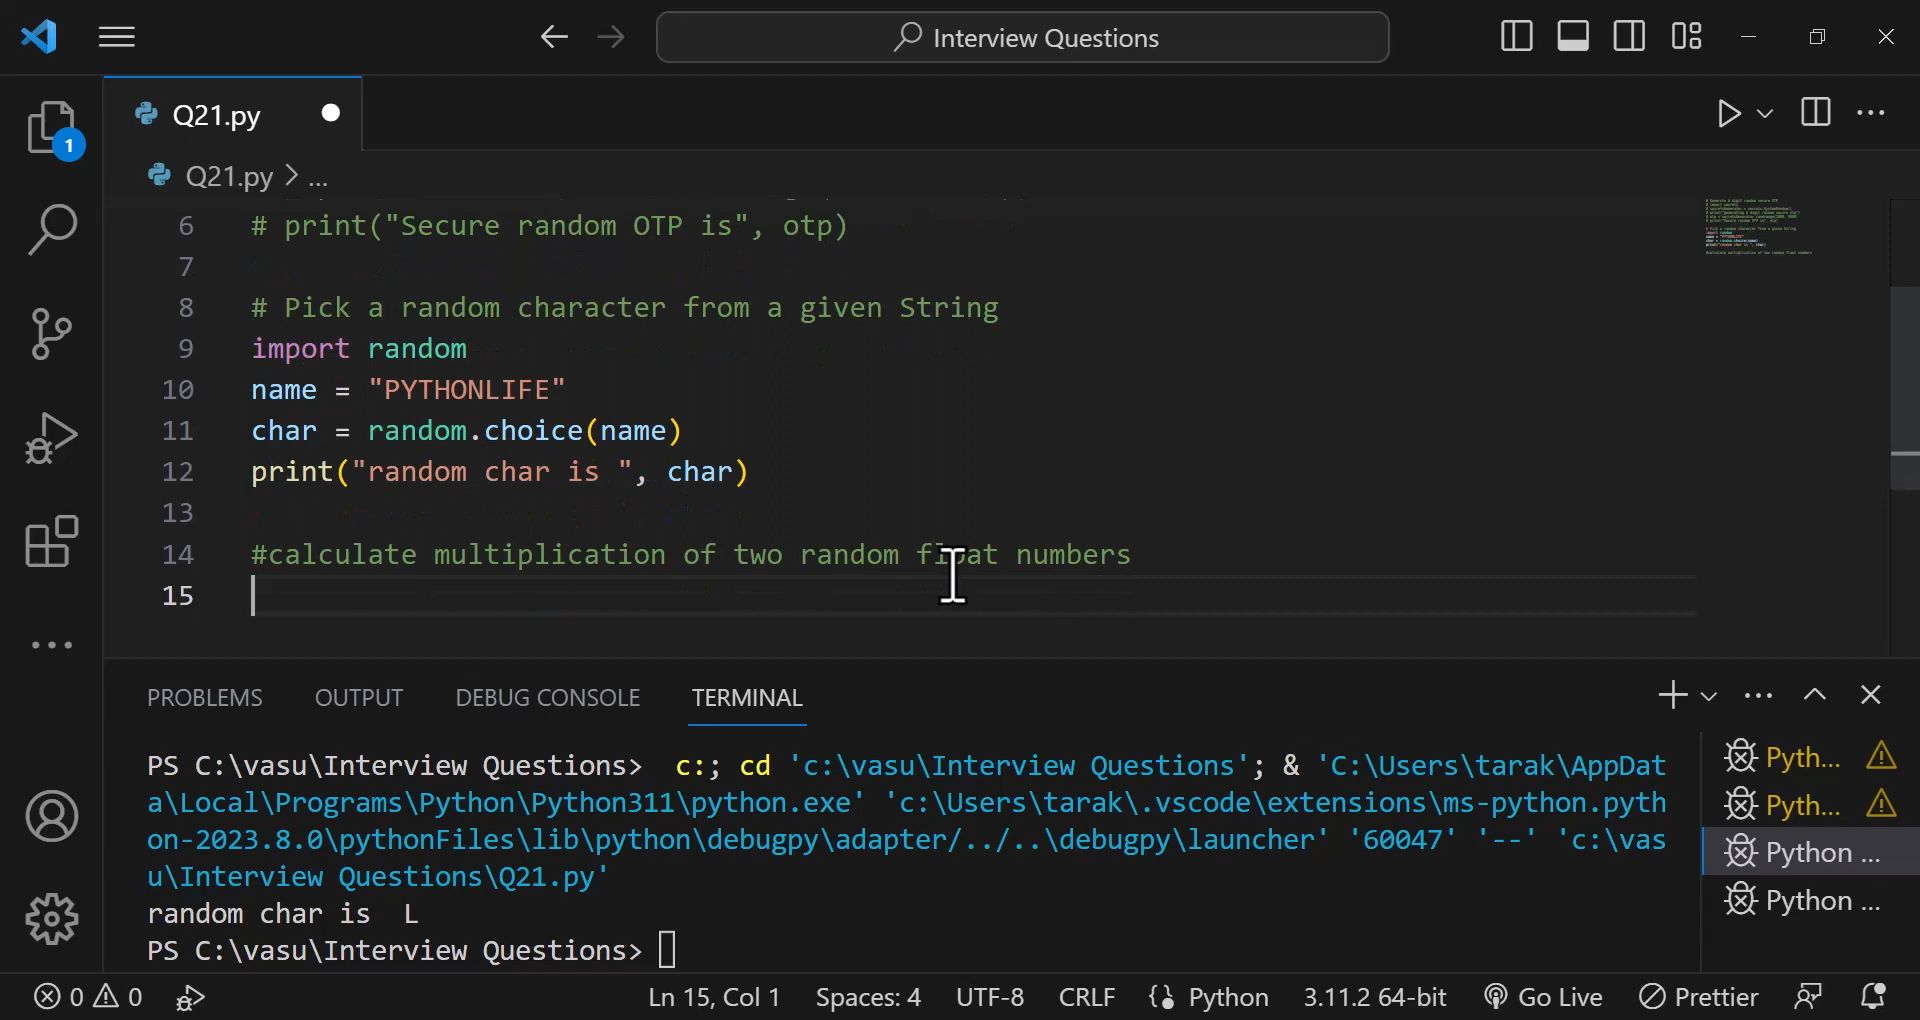 Interview Questions
Q21.py
1
Q21.py > ...
6 # print("Secure random OTP is", otp)
7
8 # Pick a random character from a given String
9 import random
10 name = "PYTHONLIFE"
11 char = random.choice(name)
12 print("random char is ", char)
13
14 #calculate multiplication of two random float numbers
15
PROBLEMS OUTPUT DEBUG CONSOLE TERMINAL
PS C:\vasu\Interview Questions>  c:; cd 'c:\vasu\Interview Questions'; & 'C:\Users\tarak\AppDat
a\Local\Programs\Python\Python311\python.exe' 'c:\Users\tarak\.vscode\extensions\ms-python.pyth
on-2023.8.0\pythonFiles\lib\python\debugpy\adapter/../..\debugpy\launcher' '60047' '--' 'c:\vas
u\Interview Questions\Q21.py'
random char is  L
PS C:\vasu\Interview Questions>
Pyth...
Pyth...
Python ...
Python ...
0 0 Ln 15, Col 1 Spaces: 4 UTF-8 CRLF Python 3.11.2 64-bit Go Live Prettier